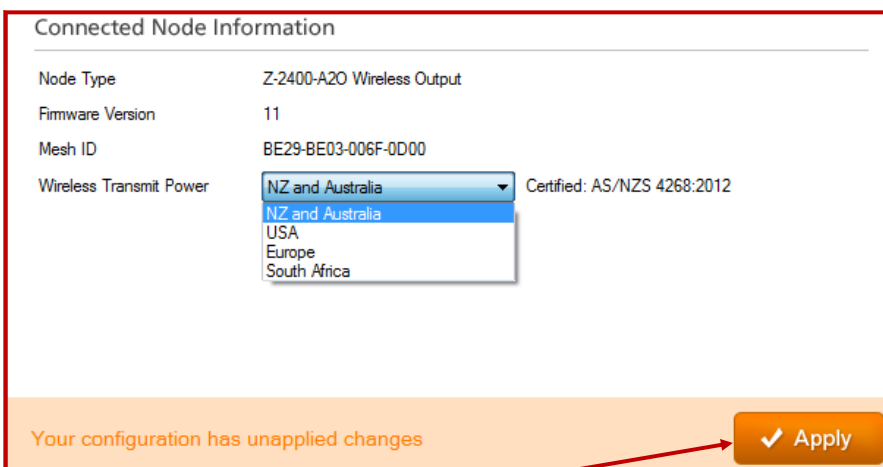 Connected Node Information
Node Type Z-2400-A2O Wireless Output
Firmware Version 11
Mesh ID BE29-BE03-006F-0D00
Wireless Transmit Power NZ and Australia Certified: AS/NZS 4268:2012
NZ and Australia
USA
Europe
South Africa
Your configuration has unapplied changes Apply